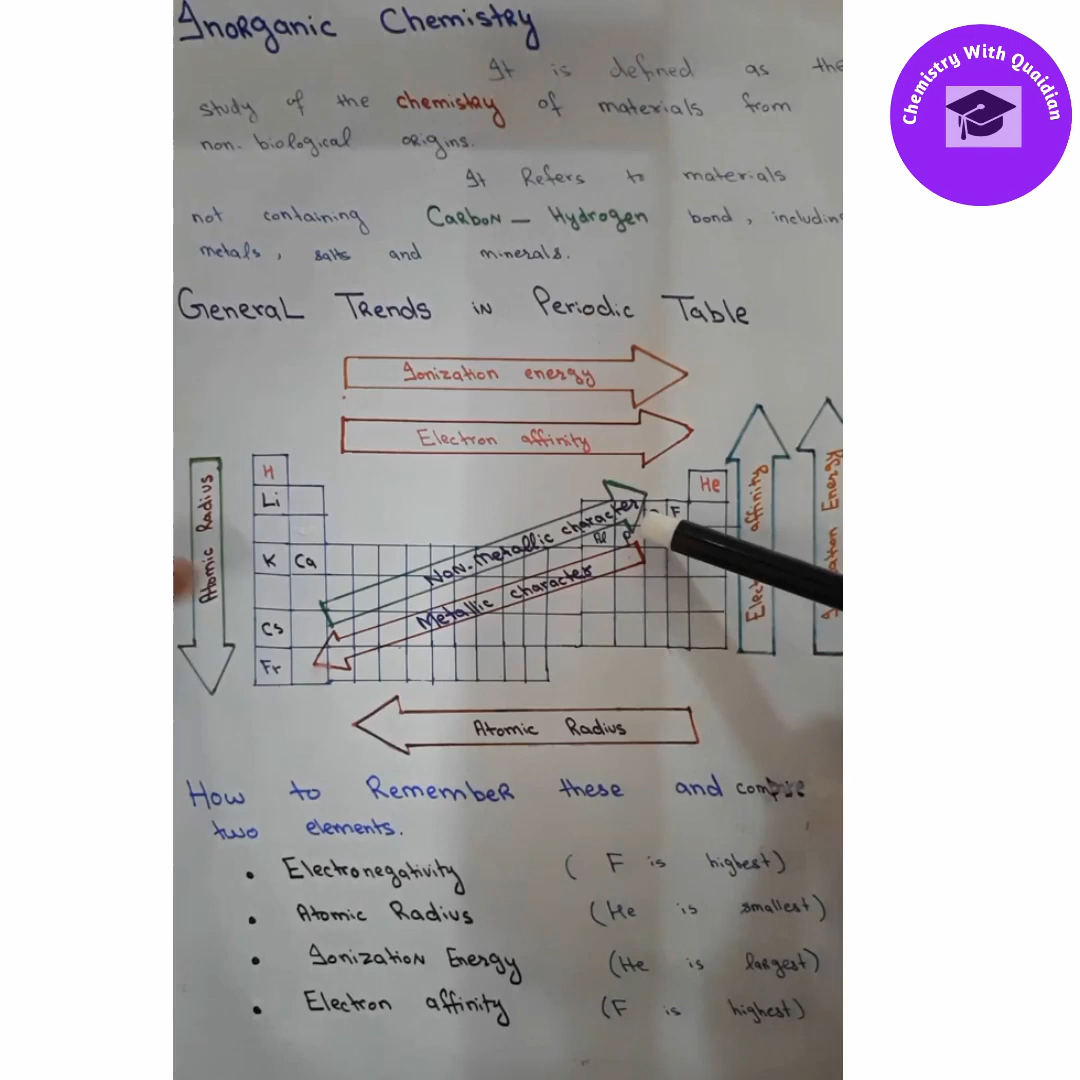 Inorganic Chemistry
Chemistry With Quaidian
It is defined as the
study of the chemistry of materials from
non-biological origins.
It Refers to materials
not containing Carbon - Hydrogen bond, including
metals, salts and minerals.
General Trends in Periodic Table
Ionization energy
Electron affinity
Atomic Radius
H
He
Li
F
Non-metallic character
Al
K Ca
Metallic character
Cs
Fr
affinity
Energy
Atomic Radius
How to Remember these and
two elements.
• Electronegativity (F is highest)
• Atomic Radius (He is smallest)
• Ionization Energy (He is largest)
• Electron affinity (F is highest)